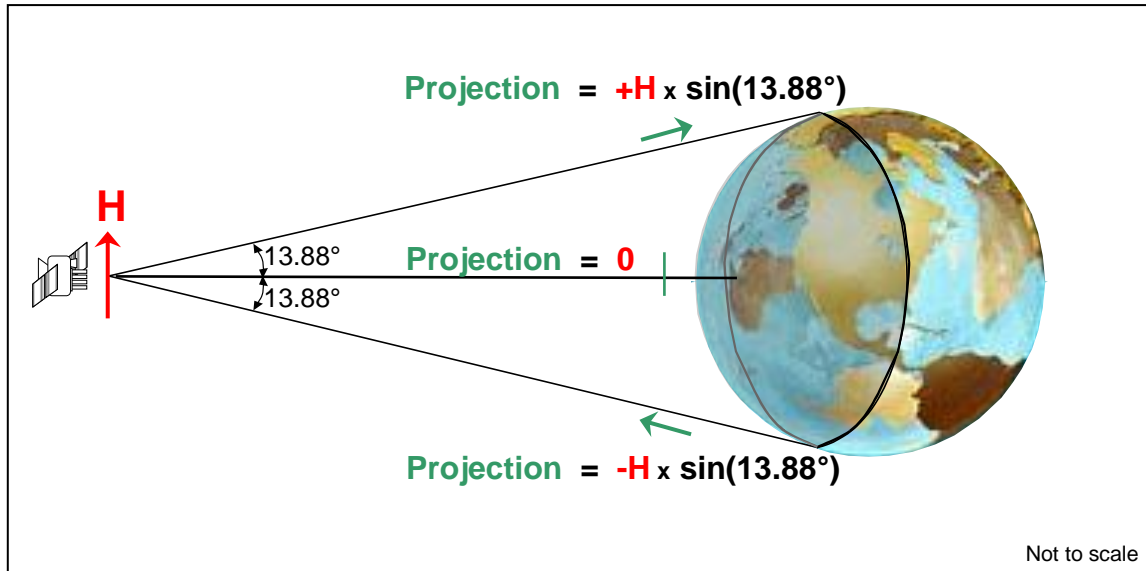 Projection = +H x sin(13.88°)
H
13.88°
Projection = 0
13.88°
Projection = -H x sin(13.88°)
Not to scale